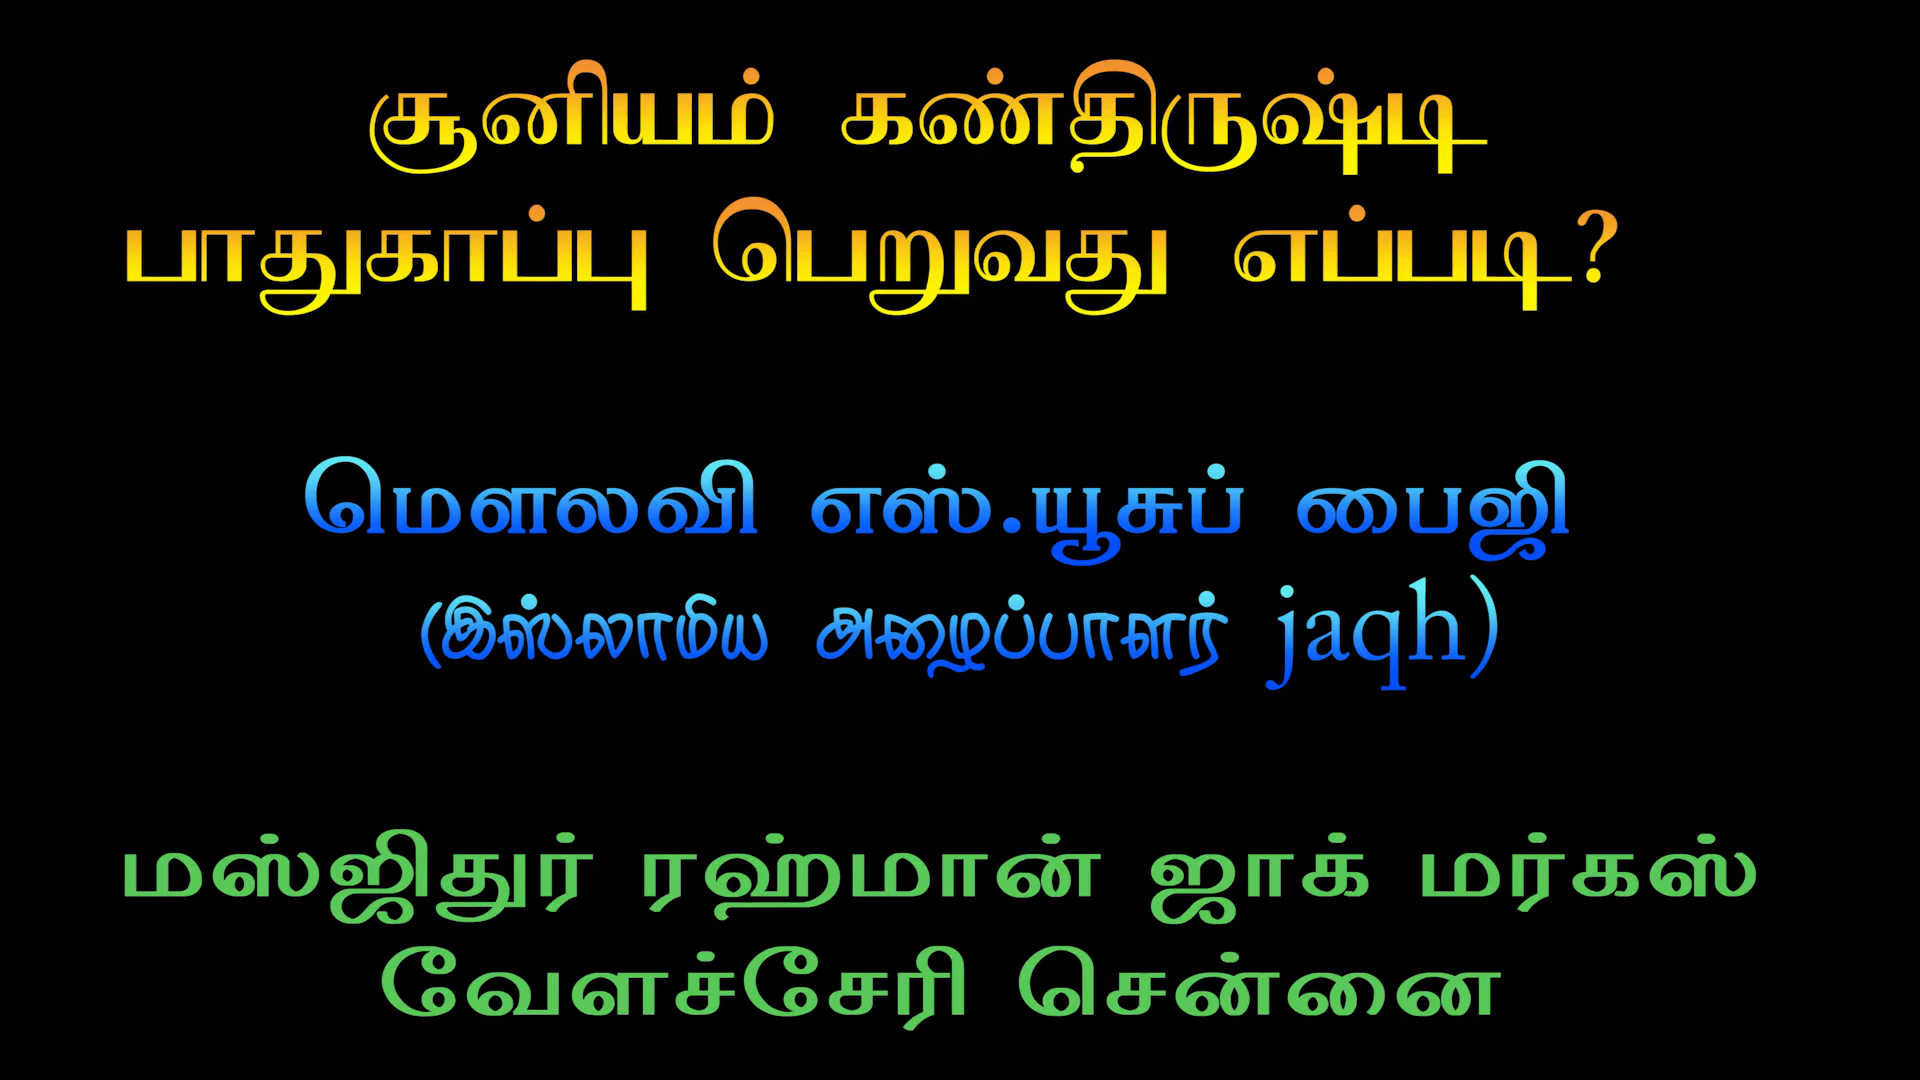 சூனியம் கண்திருஷ்டி
பாதுகாப்பு பெறுவது எப்படி?
மௌலவி எஸ்.யூசுப் பைஜி
(இஸ்லாமிய அழைப்பாளர் jaqh)
மஸ்ஜிதுர் ரஹ்மான் ஜாக் மர்கஸ்
வேளச்சேரி சென்னை